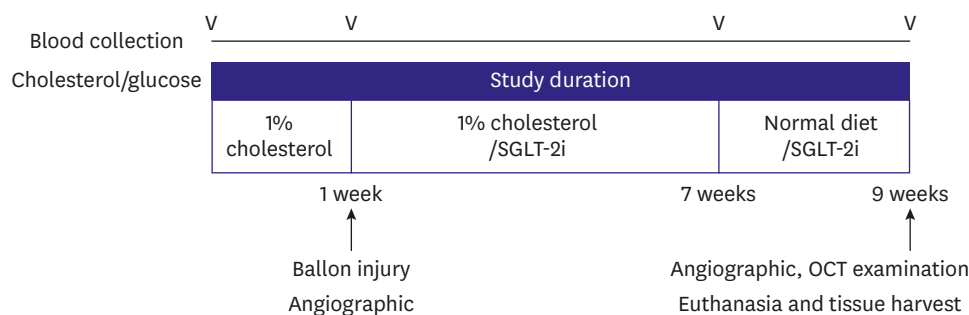 V V V V
Blood collection
Cholesterol/glucose Study duration
1% cholesterol 1% cholesterol /SGLT-2i Normal diet /SGLT-2i
1 week 7 weeks 9 weeks
Ballon injury Angiographic, OCT examination
Angiographic Euthanasia and tissue harvest